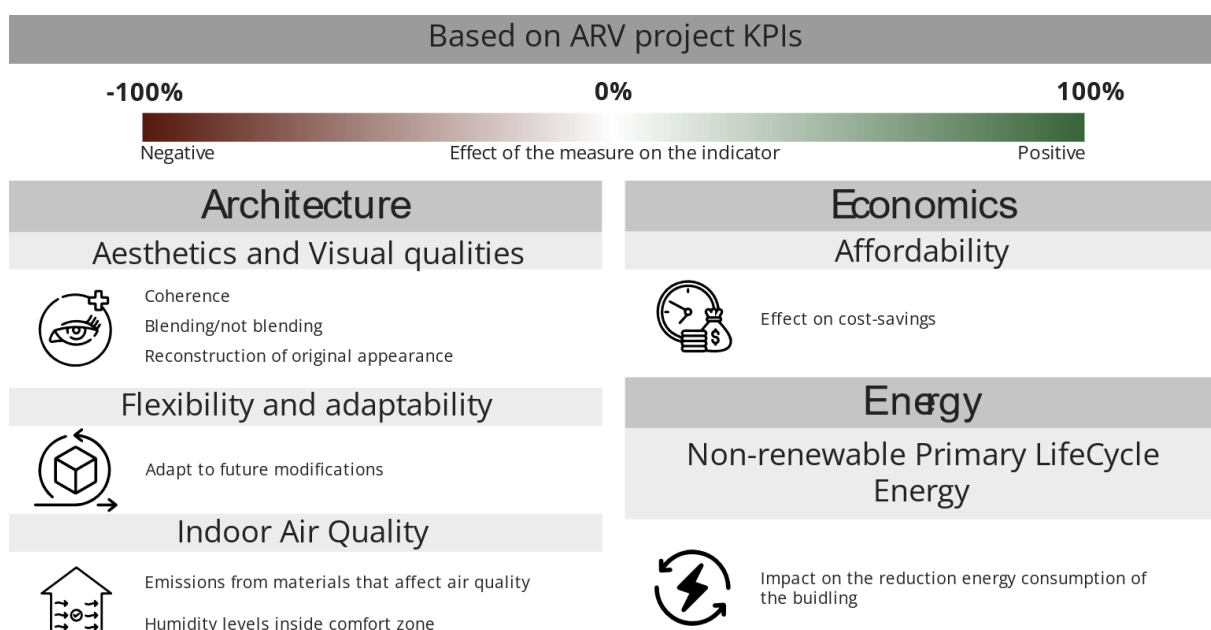 Based on ARV project KPIs
-100%
0%
100%
Negative
Effect of the measure on the indicator
Positive
Architecture
Aesthetics and Visual qualities
Coherence
Blending/not blending
Reconstruction of original appearance
Flexibility and adaptability
Adapt to future modifications
Indoor Air Quality
Emissions from materials that affect air quality
Humidity levels inside comfort zone
Economics
Affordability
$
Effect on cost-savings
Energy
Non-renewable Primary LifeCycle
Energy
Impact on the reduction energy consumption of
the buidling